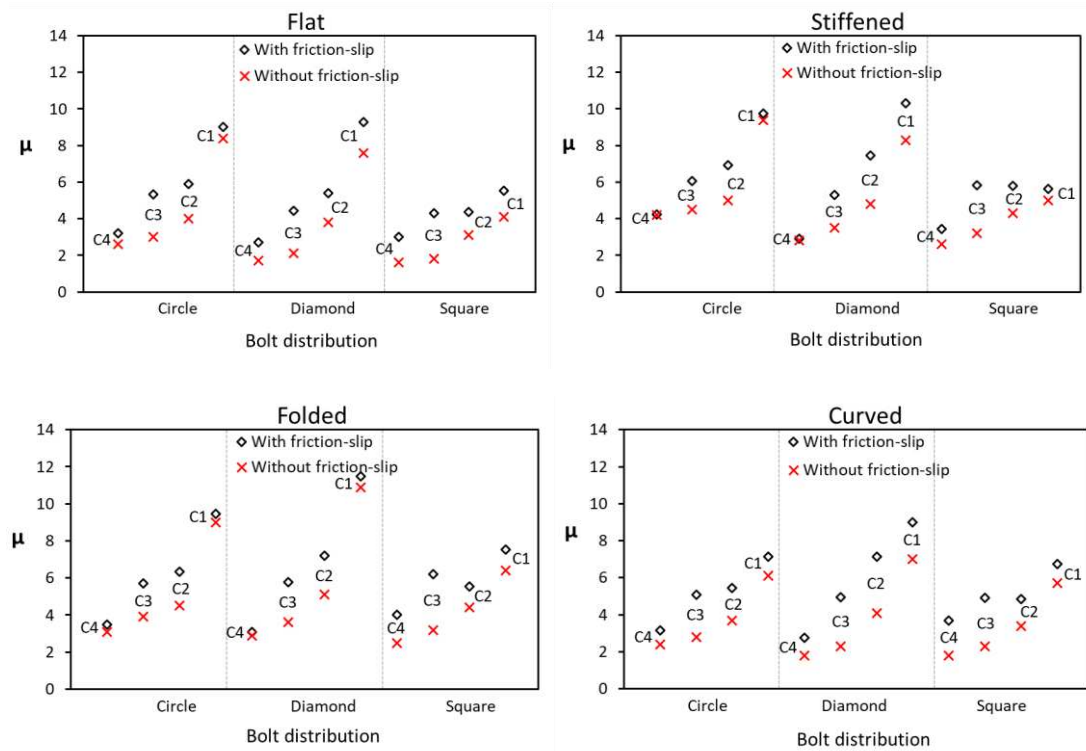 Flat
With friction-slip
Without friction-slip
μ
14
12
10
8
6
4
2
0
C4
C3
C2
C1
C4
C3
C2
C1
C4
C3
C2
C1
Circle Diamond Square
Bolt distribution
Stiffened
With friction-slip
Without friction-slip
μ
14
12
10
8
6
4
2
0
C4
C3
C2
C1
C4
C3
C2
C1
C4
C3
C2
C1
Circle Diamond Square
Bolt distribution
Folded
With friction-slip
Without friction-slip
μ
14
12
10
8
6
4
2
0
C4
C3
C2
C1
C4
C3
C2
C1
C4
C3
C2
C1
Circle Diamond Square
Bolt distribution
Curved
With friction-slip
Without friction-slip
μ
14
12
10
8
6
4
2
0
C4
C3
C2
C1
C4
C3
C2
C1
C4
C3
C2
C1
Circle Diamond Square
Bolt distribution